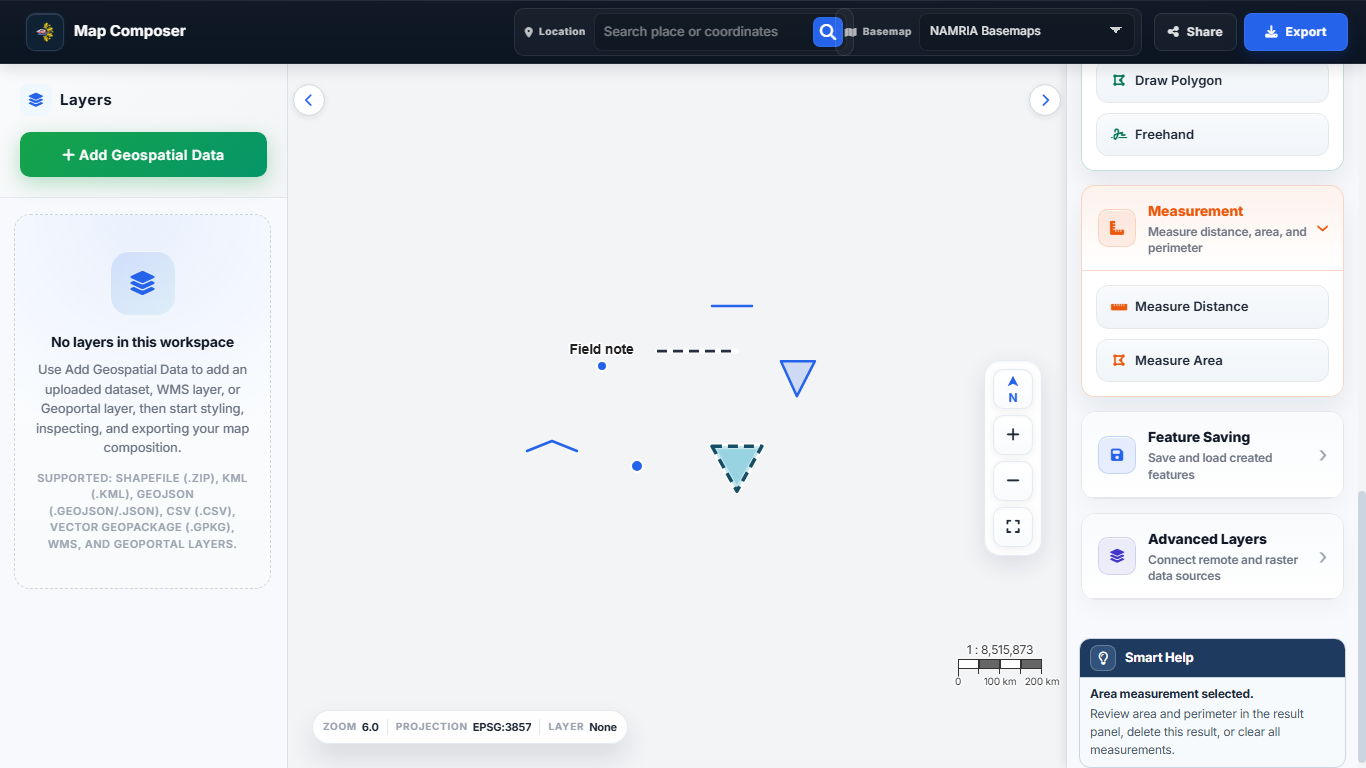 Map Composer
Location
Search place or coordinates
Basemap
NAMRIA Basemaps
Share
Export
Layers
Add Geospatial Data
No layers in this workspace
Use Add Geospatial Data to add an
uploaded dataset, WMS layer, or
Geoportal layer, then start styling,
inspecting, and exporting your map
composition.
SUPPORTED: SHAPEFILE (.ZIP), KML
(.KML), GEOJSON
(.GEOJSON/.JSON), CSV (.CSV),
VECTOR GEOPACKAGE (.GPKG),
WMS, AND GEOPORTAL LAYERS.
Field note
N
1 : 8,515,873
0 100 km 200 km
ZOOM 6.0 PROJECTION EPSG:3857 LAYER None
Draw Polygon
Freehand
Measurement
Measure distance, area, and
perimeter
Measure Distance
Measure Area
Feature Saving
Save and load created
features
Advanced Layers
Connect remote and raster
data sources
Smart Help
Area measurement selected.
Review area and perimeter in the result
panel, delete this result, or clear all
measurements.